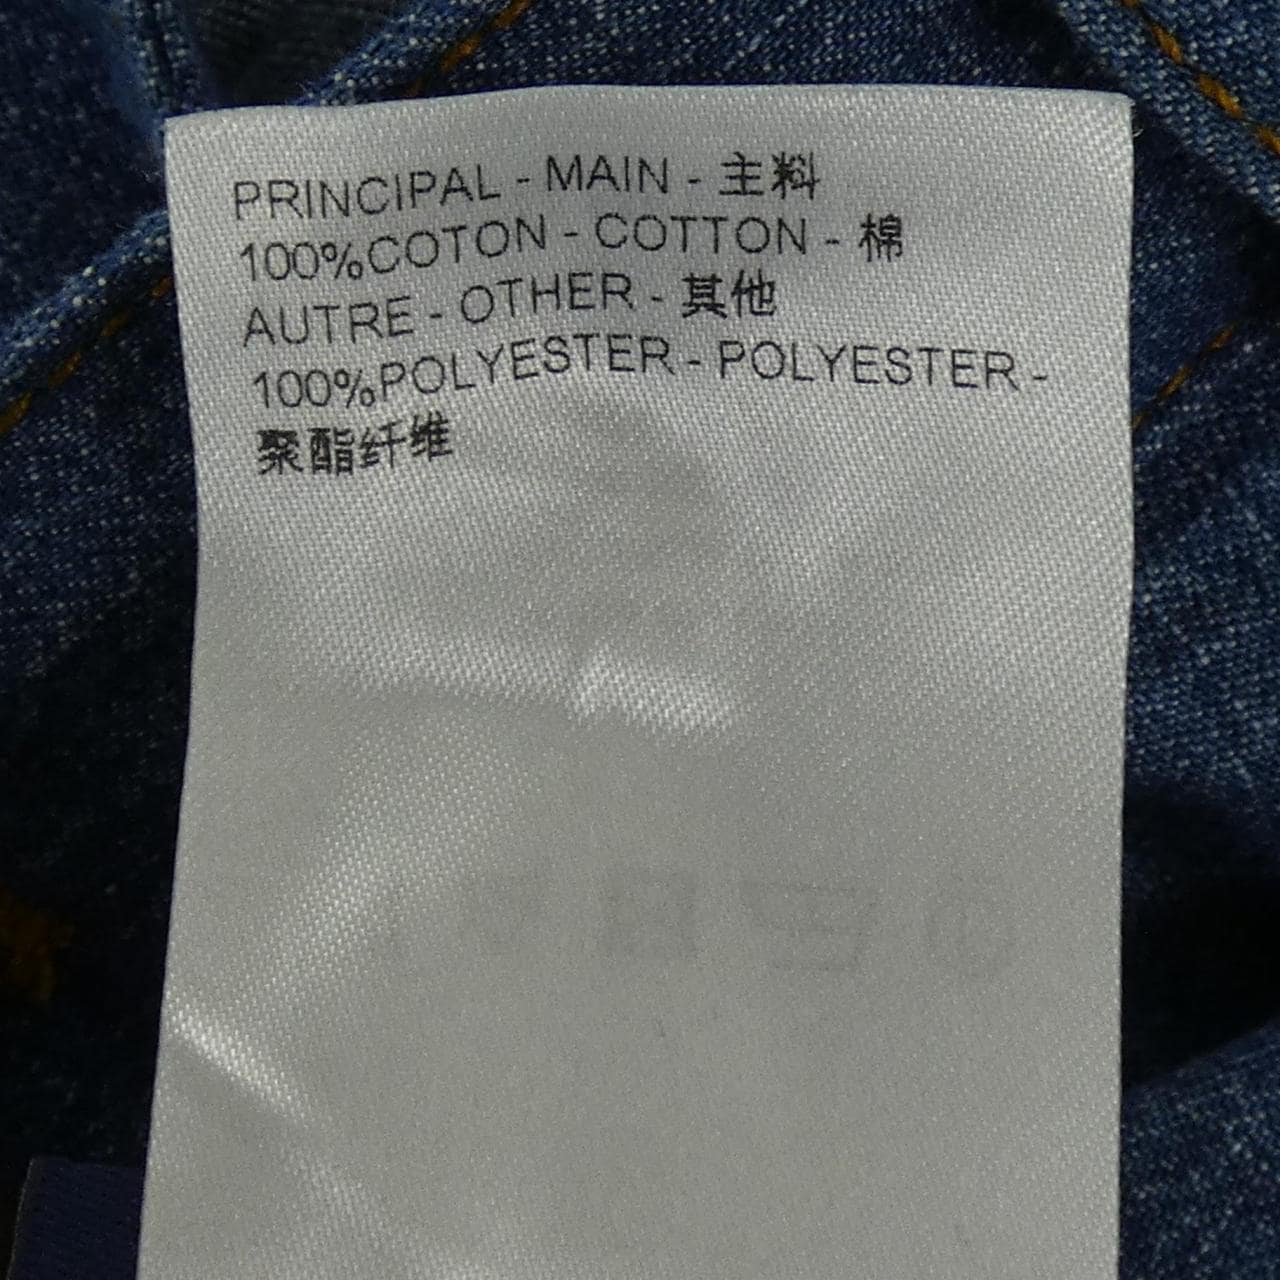 PRINCIPAL - MAIN - 主料
100%COTON - COTTON - 棉
AUTRE - OTHER - 其他
100%POLYESTER - POLYESTER -
聚酯纤维